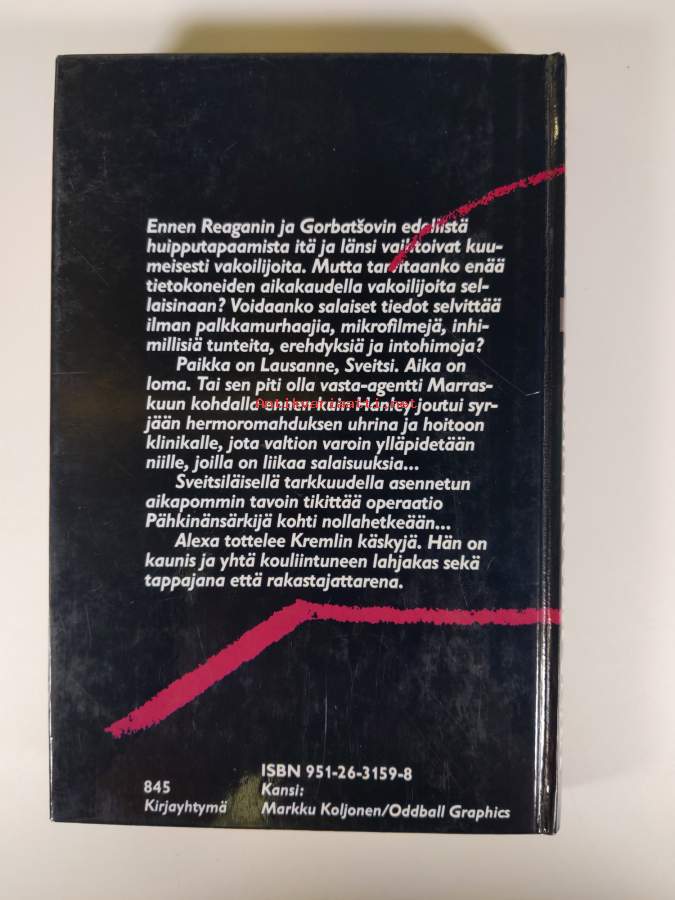 Ennen Reaganin ja Gorbatšovin edellistä
huipputapaamista itä ja länsi vaihtoivat kuu-
meisesti vakoilijoita. Mutta tarvitaanko enää
tietokoneiden aikakaudella vakoilijoita sel-
laisinaan? Voidaanko salaiset tiedot selvittää
ilman palkkamurhaajia, mikrofilmejä, inhi-
millisiä tunteita, erehdyksiä ja intohimoja?
Paikka on Lausanne, Sveitsi. Aika on
loma. Tai sen piti olla vasta-agentti Marras-
kuun kohdalla ennen kuin Hanley joutui syr-
Antikvariaatti.net
jään hermoromahduksen uhrina ja hoitoon
klinikalle, jota valtion varoin ylläpidetään
niille, joilla on liikaa salaisuuksia...
Sveitsiläisellä tarkkuudella asennetun
aikapommin tavoin tikittää operaatio
Pähkinänsärkijä kohti nollahetkeään...
Alexa tottelee Kremlin käskyjä. Hän on
kaunis ja yhtä kouliintuneen lahjakas sekä
tappajana että rakastajattarena.
845
Kirjayhtymä
ISBN 951-26-3159-8
Kansi:
Markku Koljonen/Oddball Graphics